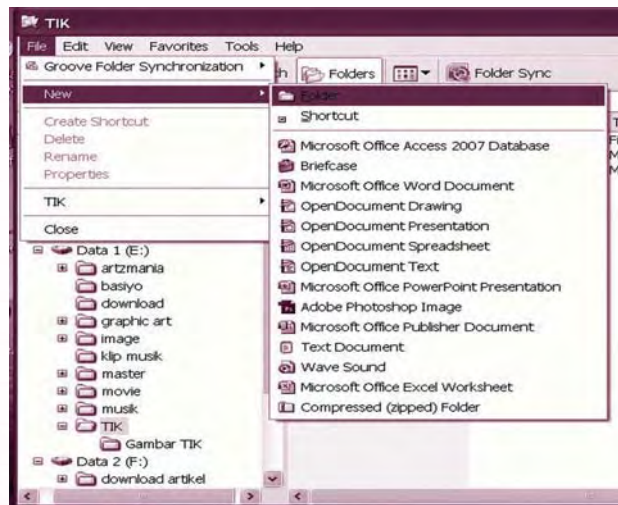 TIK
File Edit View Favorites Tools Help
Groove Folder Synchronization
Folders Folder Sync
New
Folder
Shortcut
Create Shortcut
Delete
Rename
Properties
TIK
Close
Microsoft Office Access 2007 Database
Briefcase
Microsoft Office Word Document
OpenDocument Drawing
OpenDocument Presentation
OpenDocument Spreadsheet
OpenDocument Text
Microsoft Office PowerPoint Presentation
Adobe Photoshop Image
Microsoft Office Publisher Document
Text Document
Wave Sound
Microsoft Office Excel Worksheet
Compressed (zipped) Folder
Data 1 (E:)
artzmania
basiyo
download
graphic art
image
klip musik
master
movie
musik
TIK
Gambar TIK
Data 2 (F:)
download artikel